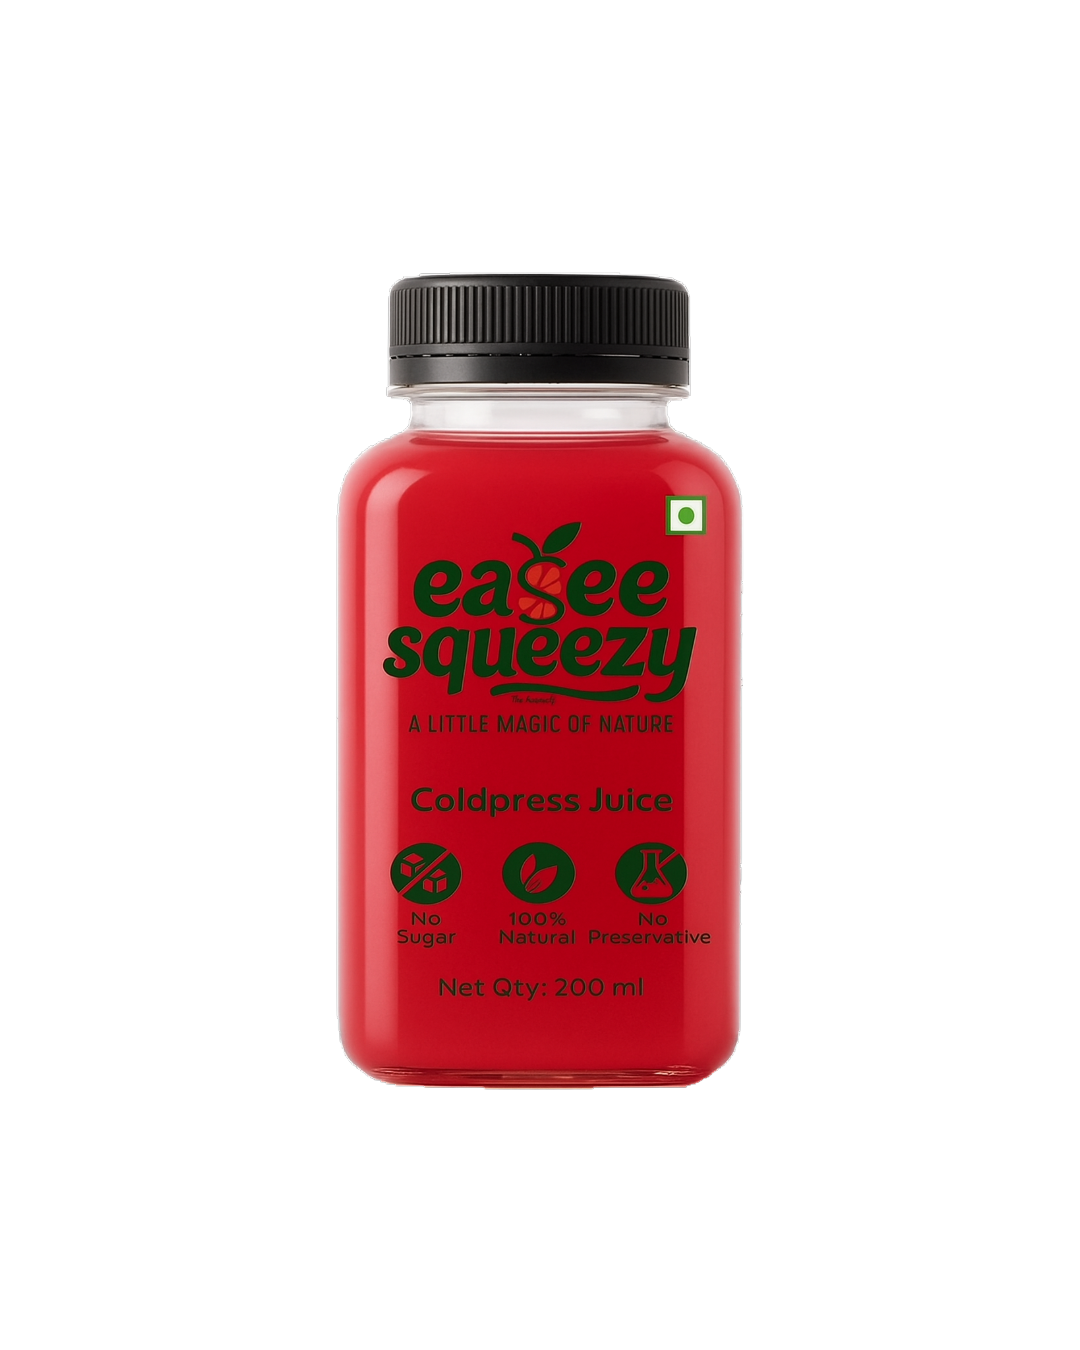 easee
squeezy
A LITTLE MAGIC OF NATURE
Coldpress Juice
No
Sugar
100%
Natural
No
Preservative
Net Qty: 200 ml